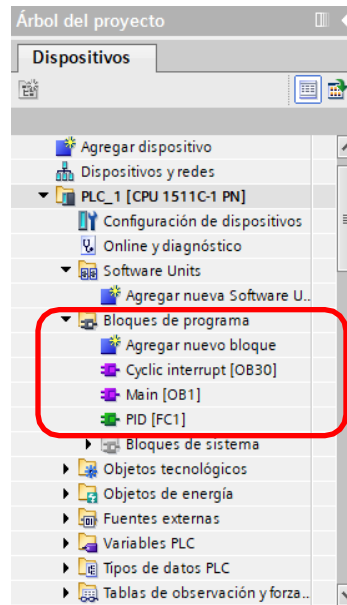 Árbol del proyecto
Dispositivos
Agregar dispositivo
Dispositivos y redes
PLC_1 [CPU 1511C-1 PN]
Configuración de dispositivos
Online y diagnóstico
Software Units
Agregar nueva Software U..
Bloques de programa
Agregar nuevo bloque
Cyclic interrupt [OB30]
Main [OB1]
PID [FC1]
Bloques de sistema
Objetos tecnológicos
Objetos de energía
Fuentes externas
Variables PLC
Tipos de datos PLC
Tablas de observación y forza..